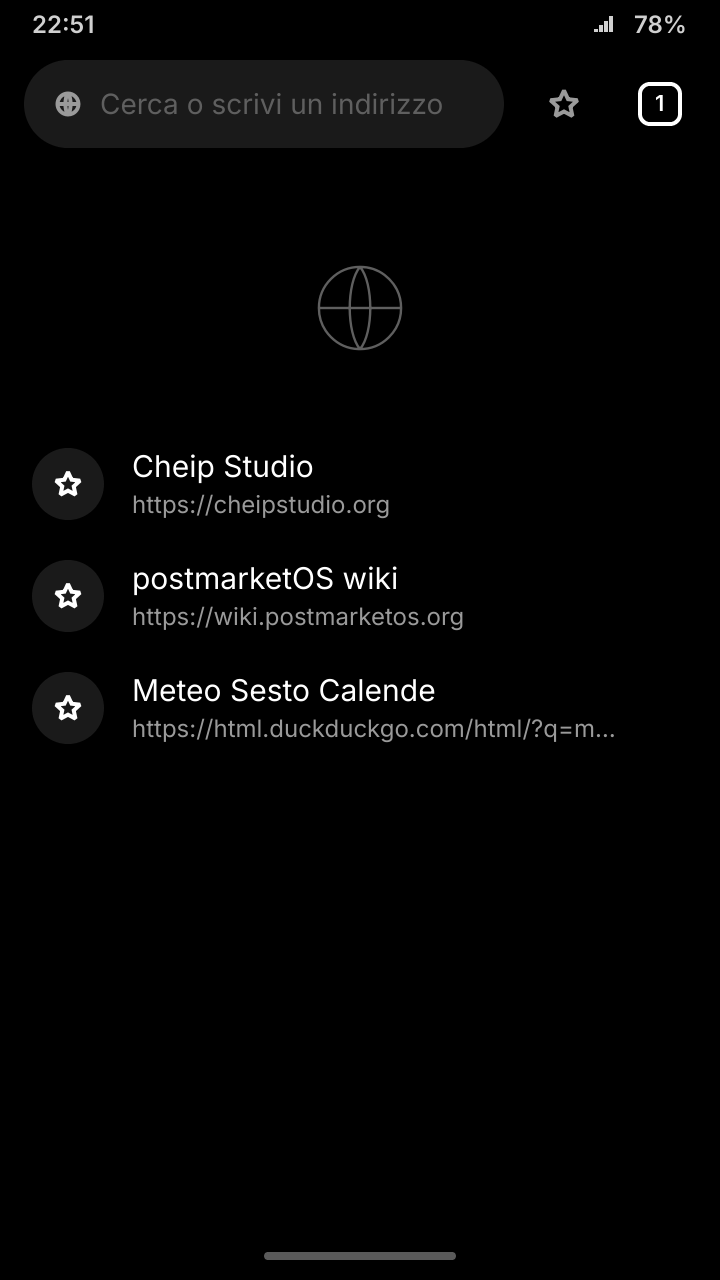 22:51 78%
Cerca o scrivi un indirizzo 1
Cheip Studio
https://cheipstudio.org
postmarketOS wiki
https://wiki.postmarketos.org
Meteo Sesto Calende
https://html.duckduckgo.com/html/?q=m...